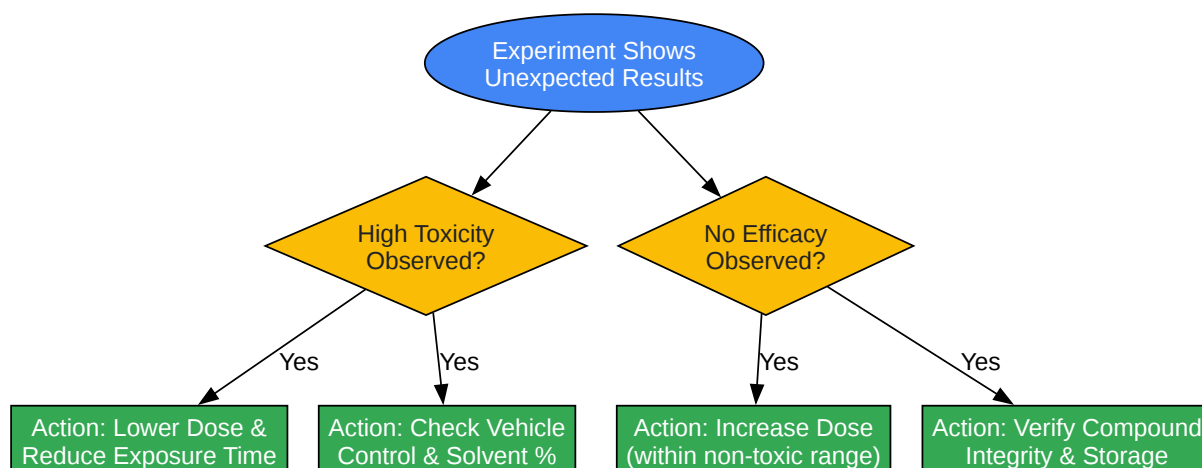 Experiment Shows
Unexpected Results
High Toxicity
Observed?
No Efficacy
Observed?
Yes
Yes
Yes
Yes
Action: Lower Dose &
Reduce Exposure Time
Action: Check Vehicle
Control & Solvent %
Action: Increase Dose
(within non-toxic range)
Action: Verify Compound
Integrity & Storage